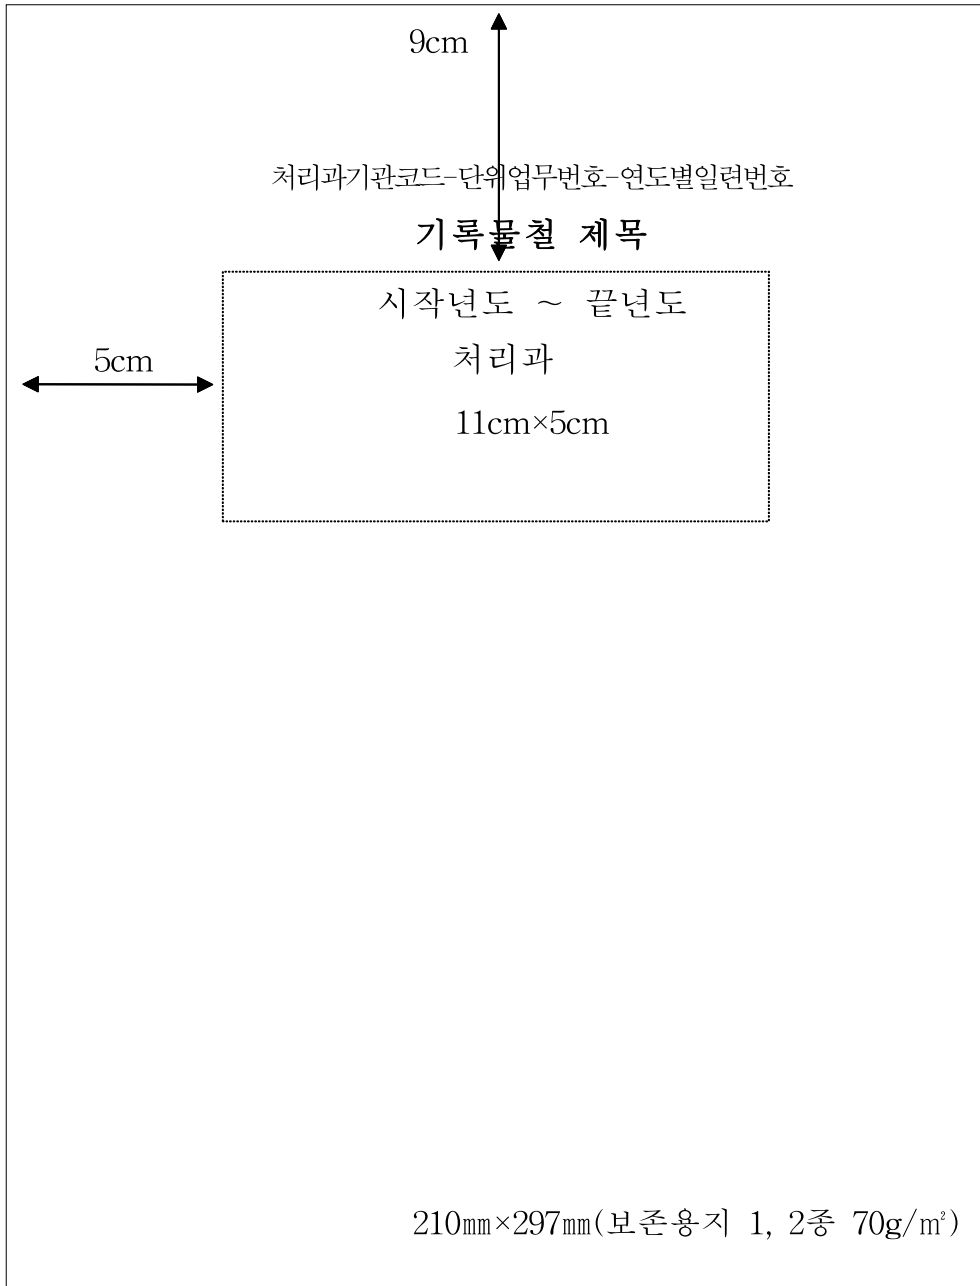 9cm
처리과기관코드-단위업무번호-연도별일련번호
기록물철 제목
시작년도 ~ 끝년도
5cm
처리과
11cm×5cm
210㎜×297㎜(보존용지 1, 2종 70g/㎡)